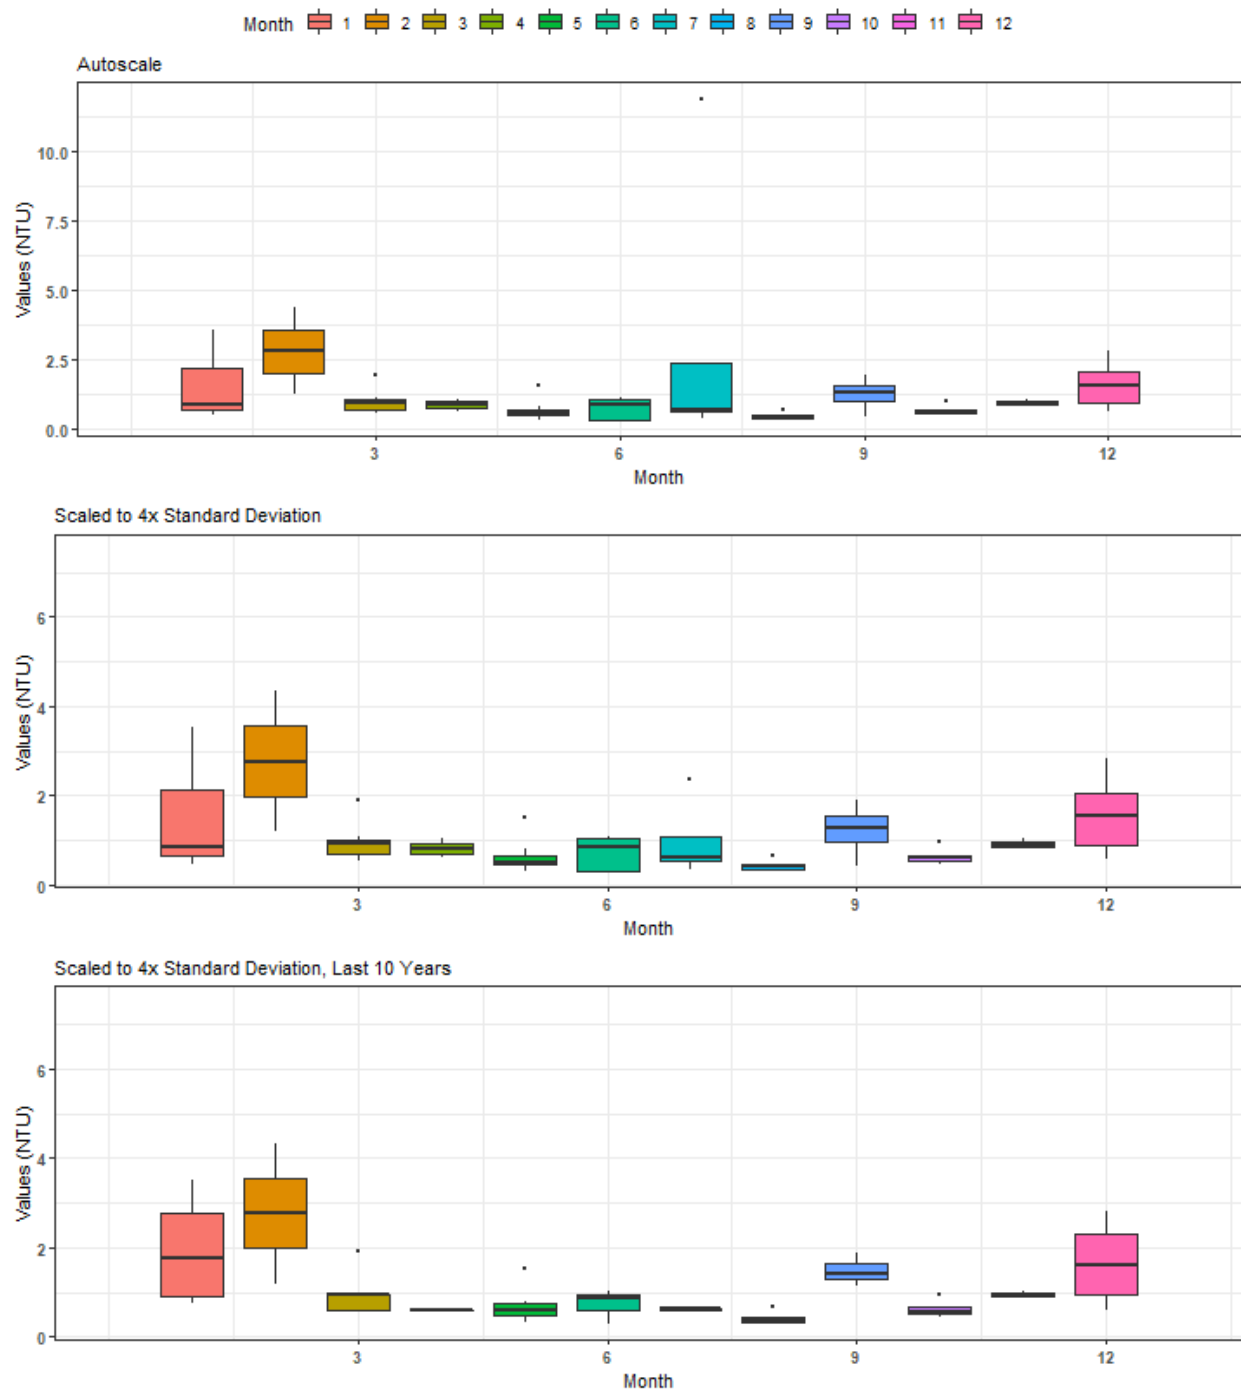 Month 1 2 3 4 5 6 7 8 9 10 11 12
Autoscale
Values (NTU)
10.0
7.5
5.0
2.5
0.0
3 6 9 12
Month
Scaled to 4x Standard Deviation
Values (NTU)
6
4
2
0
3 6 9 12
Month
Scaled to 4x Standard Deviation, Last 10 Years
Values (NTU)
6
4
2
0
3 6 9 12
Month